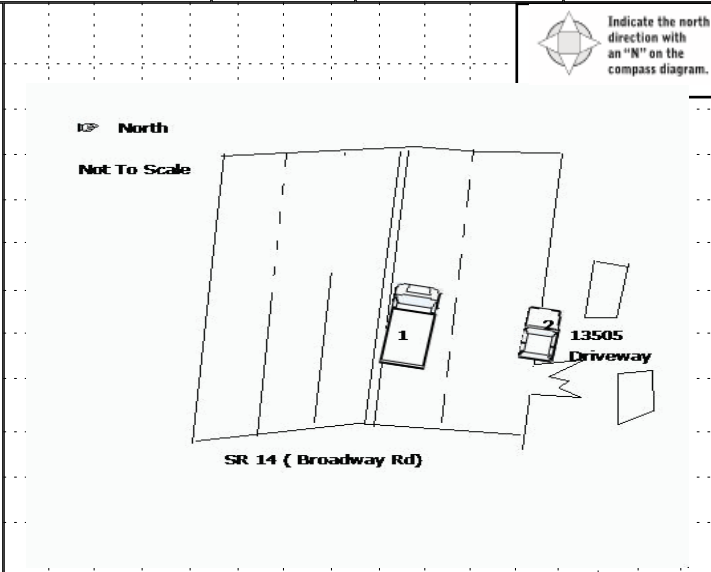 Indicate the north
direction with
an "N" on the
compass diagram.
☞ North
Not To Scale
1
2
13505
Driveway
SR 14 ( Broadway Rd)